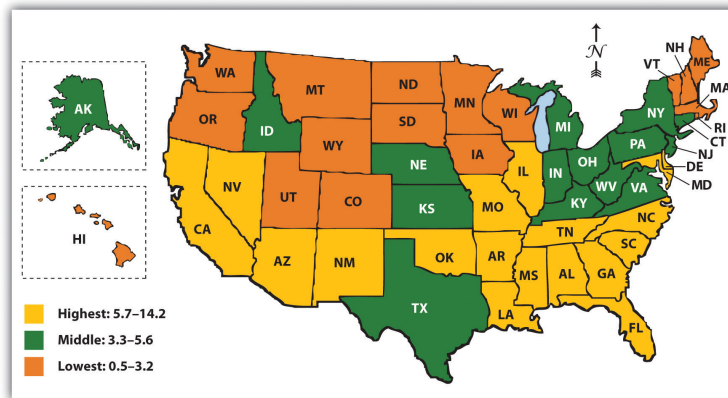 N
WA
MT
ND
MN
WI
MI
VT
NH
ME
MA
RI
CT
NJ
DE
MD
NY
PA
AK
OR
ID
WY
SD
IA
NE
IL
IN
OH
WV
VA
KY
HI
CA
NV
UT
CO
KS
MO
TN
NC
SC
AZ
NM
OK
AR
MS
AL
GA
TX
LA
FL
Highest: 5.7–14.2
Middle: 3.3–5.6
Lowest: 0.5–3.2